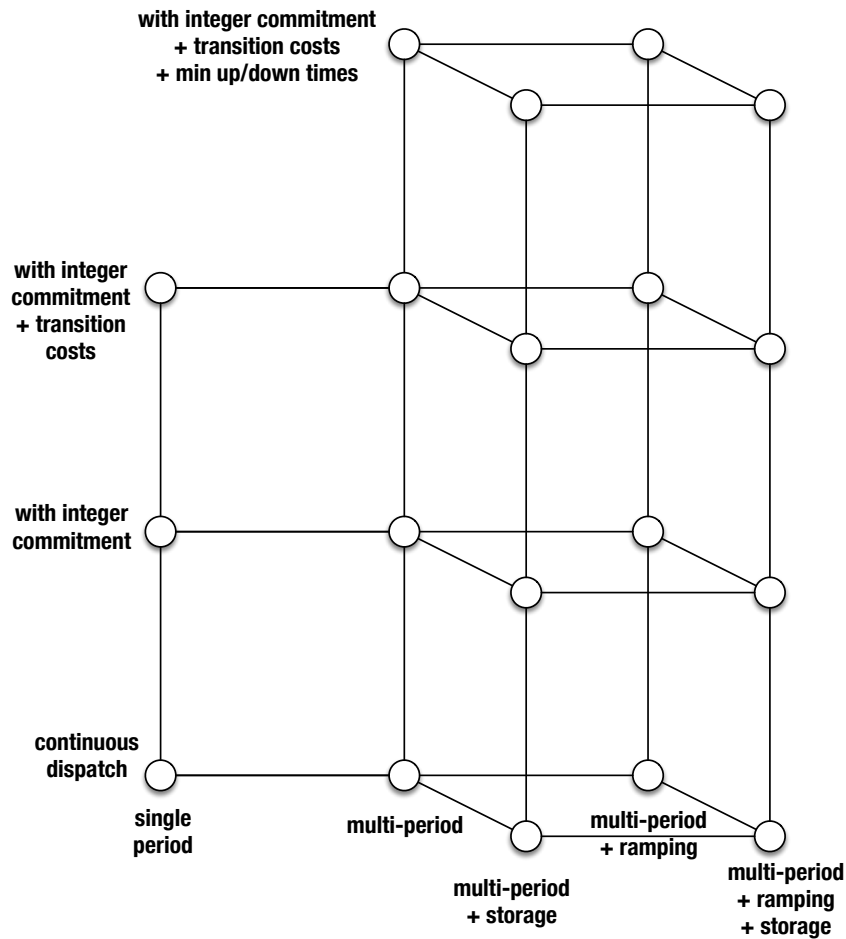 with integer commitment
+ transition costs
+ min up/down times
with integer
commitment
+ transition
costs
with integer
commitment
continuous
dispatch
single
period
multi-period
multi-period
+ storage
multi-period
+ ramping
multi-period
+ ramping
+ storage